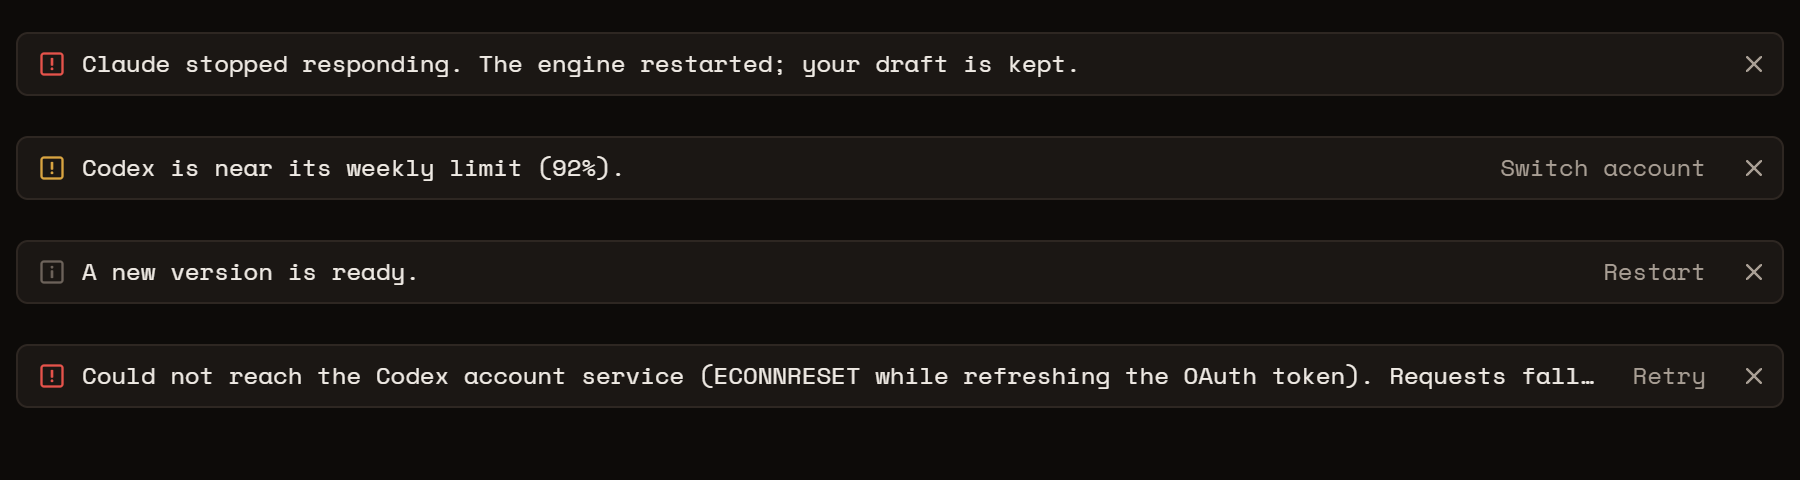 Claude stopped responding. The engine restarted; your draft is kept.
Codex is near its weekly limit (92%). Switch account
A new version is ready. Restart
Could not reach the Codex account service (ECONNRESET while refreshing the OAuth token). Requests fall… Retry